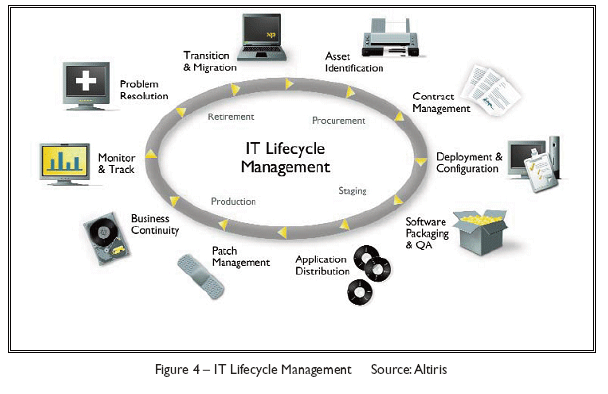 Transition
& Migration
Asset
Identification
Problem
Resolution
Contract
Management
Retirement
Procurement
IT Lifecycle
Management
Monitor
& Track
Deployment &
Configuration
Production
Staging
Business
Continuity
Software
Packaging
& QA
Patch
Management
Application
Distribution
Figure 4 – IT Lifecycle Management Source: Altiris